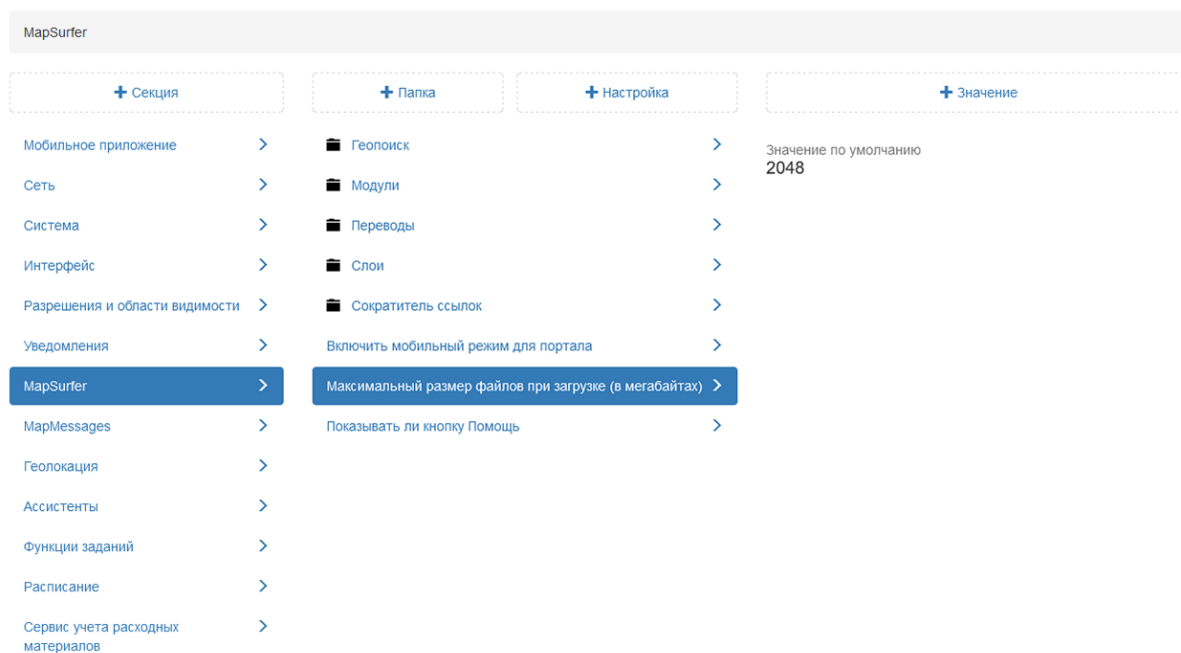 MapSurfer
+ Секция
+ Папка
+ Настройка
+ Значение
Мобильное приложение
Сеть
Система
Интерфейс
Разрешения и области видимости
Уведомления
MapSurfer
MapMessages
Геолокация
Ассистенты
Функции заданий
Расписание
Сервис учета расходных
материалов
Геопоиск
Модули
Переводы
Слои
Сократитель ссылок
Включить мобильный режим для портала
Максимальный размер файлов при загрузке (в мегабайтах)
Показывать ли кнопку Помощь
Значение по умолчанию
2048